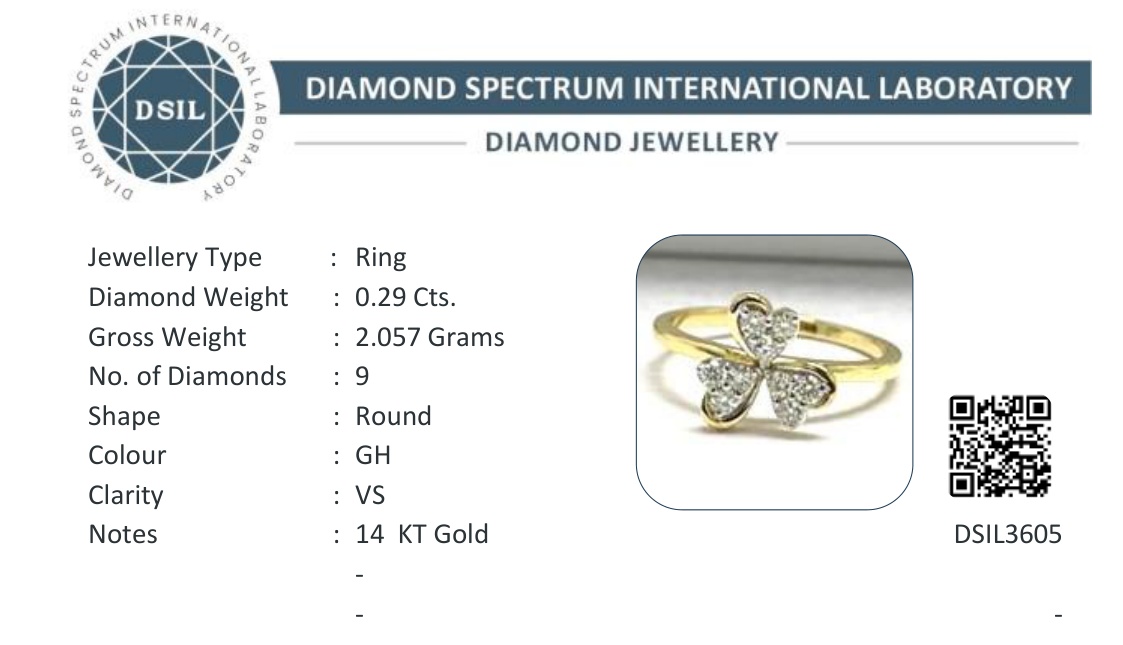 DIAMOND SPECTRUM INTERNATIONAL LABORATORY
DSIL
DIAMOND SPECTRUM INTERNATIONAL LABORATORY
DIAMOND JEWELLERY
Jewellery Type : Ring
Diamond Weight : 0.29 Cts.
Gross Weight : 2.057 Grams
No. of Diamonds : 9
Shape : Round
Colour : GH
Clarity : VS
Notes : 14 KT Gold
DSIL3605
-
- -